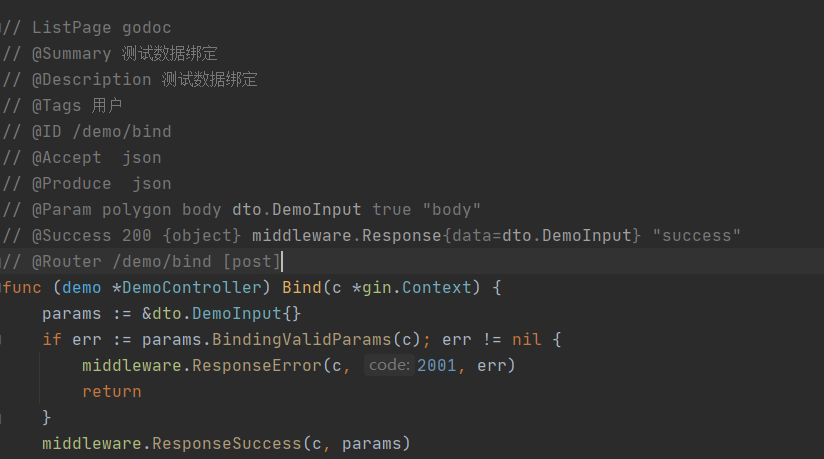 // ListPage godoc
// @Summary 测试数据绑定
// @Description 测试数据绑定
// @Tags 用户
// @ID /demo/bind
// @Accept  json
// @Produce  json
// @Param polygon body dto.DemoInput true "body"
// @Success 200 {object} middleware.Response{data=dto.DemoInput} "success"
// @Router /demo/bind [post]
func (demo *DemoController) Bind(c *gin.Context) {
    params := &dto.DemoInput{}
    if err := params.BindingValidParams(c); err != nil {
        middleware.ResponseError(c, code: 2001, err)
        return
    }
    middleware.ResponseSuccess(c, params)